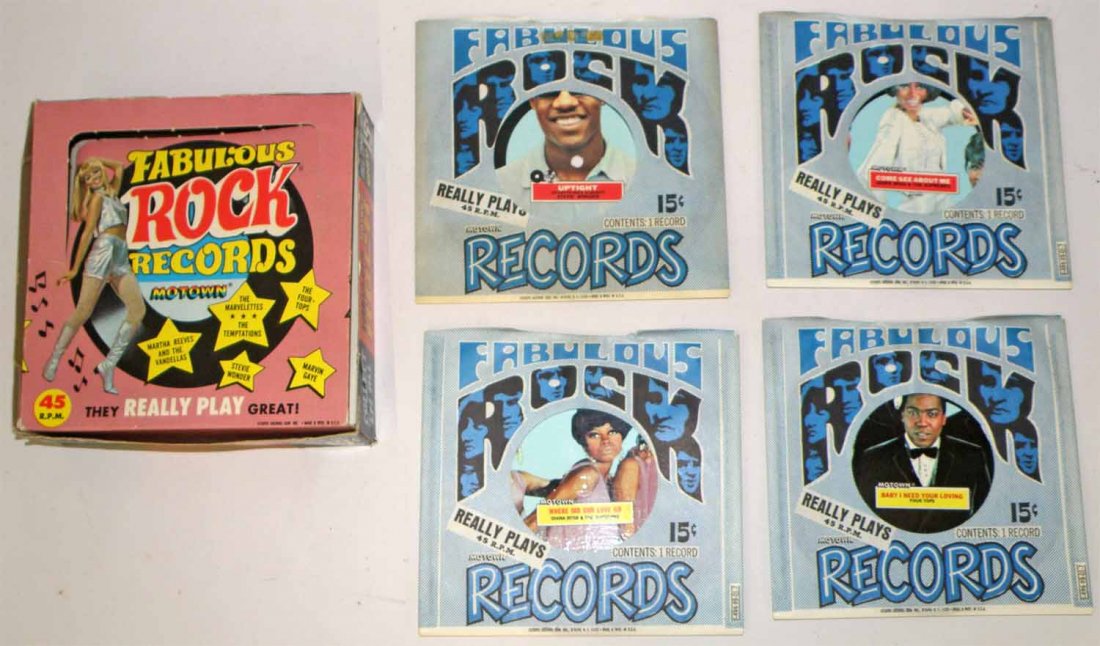 FABULOUS
ROCK
RECORDS
MOTOWN
THE FOUR-TOPS
THE MARVELETTES
★★★
THE TEMPTATIONS
MARTHA REEVES AND THE VANDELLAS
STEVIE WONDER
MARVIN GAYE
45 R.P.M.
THEY REALLY PLAY GREAT!
FABULOUS
ROCK
UPTIGHT
REALLY PLAYS
45 R.P.M.
15¢
CONTENTS: 1 RECORD
MOTOWN
RECORDS
FABULOUS
ROCK
MOTOWN
COME SEE ABOUT ME
REALLY PLAYS
45 R.P.M.
15¢
CONTENTS: 1 RECORD
MOTOWN
RECORDS
FABULOUS
ROCK
MOTOWN
WHERE DID OUR LOVE GO
REALLY PLAYS
45 R.P.M.
15¢
CONTENTS: 1 RECORD
MOTOWN
RECORDS
FABULOUS
ROCK
MOTOWN
BABY I NEED YOUR LOVING
FOUR TOPS
REALLY PLAYS
45 R.P.M.
15¢
CONTENTS: 1 RECORD
MOTOWN
RECORDS